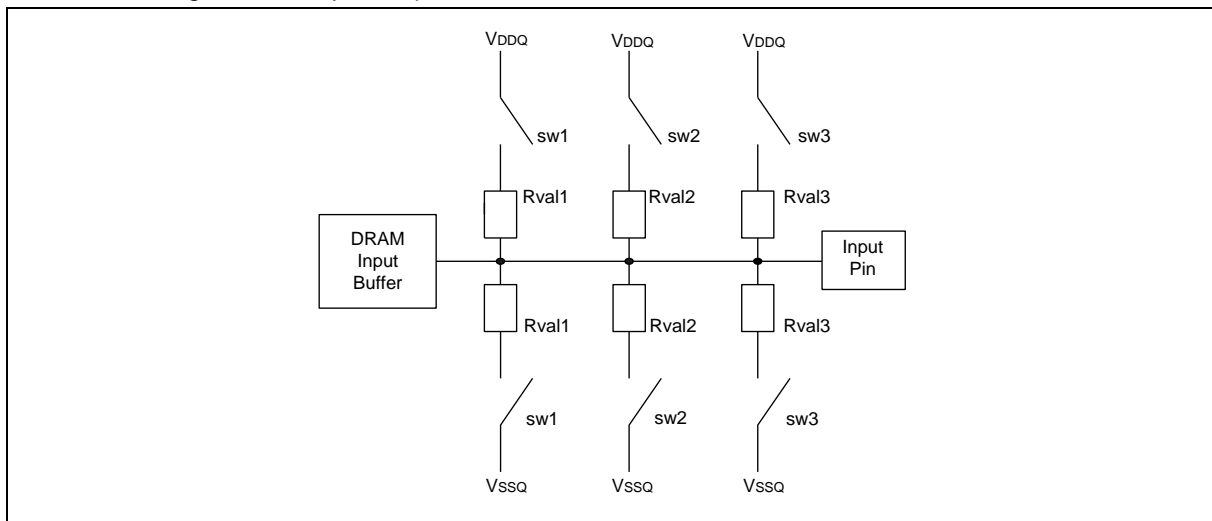 VDDQ VDDQ VDDQ
sw1 sw2 sw3
Rval1 Rval2 Rval3
DRAM
Input
Buffer
Input
Pin
Rval1 Rval2 Rval3
sw1 sw2 sw3
VSSQ VSSQ VSSQ